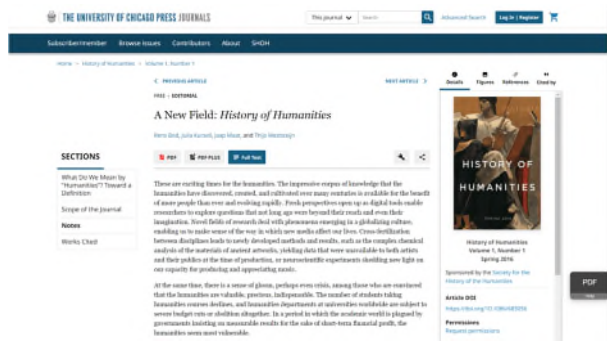 THE UNIVERSITY OF CHICAGO PRESS JOURNALS
This journal
Search
Advanced Search
Log In | Register
Subscriber/member Browse issues Contributors About SHOH
Home > History of Humanities > Volume 1, Number 1
PREVIOUS ARTICLE
NEXT ARTICLE
FREE | EDITORIAL
A New Field: History of Humanities
Rens Bod, Julia Kursell, Jaap Maat, and Thijs Weststeijn
PDF
PDF PLUS
Full Text
SECTIONS
What Do We Mean by
"Humanities"? Toward a
Definition
Scope of the Journal
Notes
Works Cited
These are exciting times for the humanities. The impressive corpus of knowledge that the
humanities have discovered, created, and cultivated over many centuries is available for the benefit
of more people than ever and evolving rapidly. Fresh perspectives open up as digital tools enable
researchers to explore questions that not long ago were beyond their reach and even their
imagination. Novel fields of research deal with phenomena emerging in a globalizing culture,
enabling us to make sense of the way in which new media affect our lives. Cross-fertilization
between disciplines leads to newly developed methods and results, such as the complex chemical
analysis of the materials of ancient artworks, yielding data that were unavailable to both artists
and their publics at the time of production, or neuroscientific experiments shedding new light on
our capacity for producing and appreciating music.
At the same time, there is a sense of gloom, perhaps even crisis, among those who are convinced
that the humanities are valuable, precious, indispensable. The number of students taking
humanities courses declines, and humanities departments at universities worldwide are subject to
severe budget cuts or abolition altogether. In a period in which the academic world is plagued by
governments insisting on measurable results for the sake of short-term financial profit, the
humanities seem most vulnerable.
Details Figures References Cited by
HISTORY OF
HUMANITIES
SPRING 2016
History of Humanities
Volume 1, Number 1
Spring 2016
Sponsored by the Society for the
History of the Humanities
Article DOI
https://doi.org/10.1086/685056
Permissions
Request permissions
PDF
Help